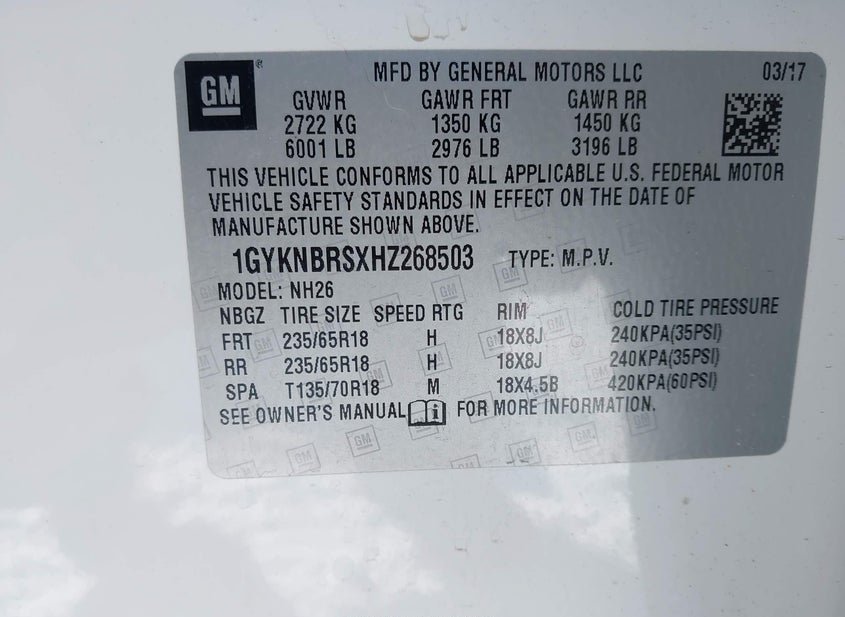 GM® MFD BY GENERAL MOTORS LLC 03/17
GVWR GAWR FRT GAWR RR
2722 KG 1350 KG 1450 KG
6001 LB 2976 LB 3196 LB
THIS VEHICLE CONFORMS TO ALL APPLICABLE U.S. FEDERAL MOTOR
VEHICLE SAFETY STANDARDS IN EFFECT ON THE DATE OF
MANUFACTURE SHOWN ABOVE.
1GYKNBRSXHZ268503 TYPE: M.P.V.
MODEL: NH26
NBGZ TIRE SIZE SPEED RTG RIM COLD TIRE PRESSURE
FRT 235/65R18 H 18X8J 240KPA(35PSI)
RR 235/65R18 H 18X8J 240KPA(35PSI)
SPA T135/70R18 M 18X4.5B 420KPA(60PSI)
SEE OWNER'S MANUAL FOR MORE INFORMATION.